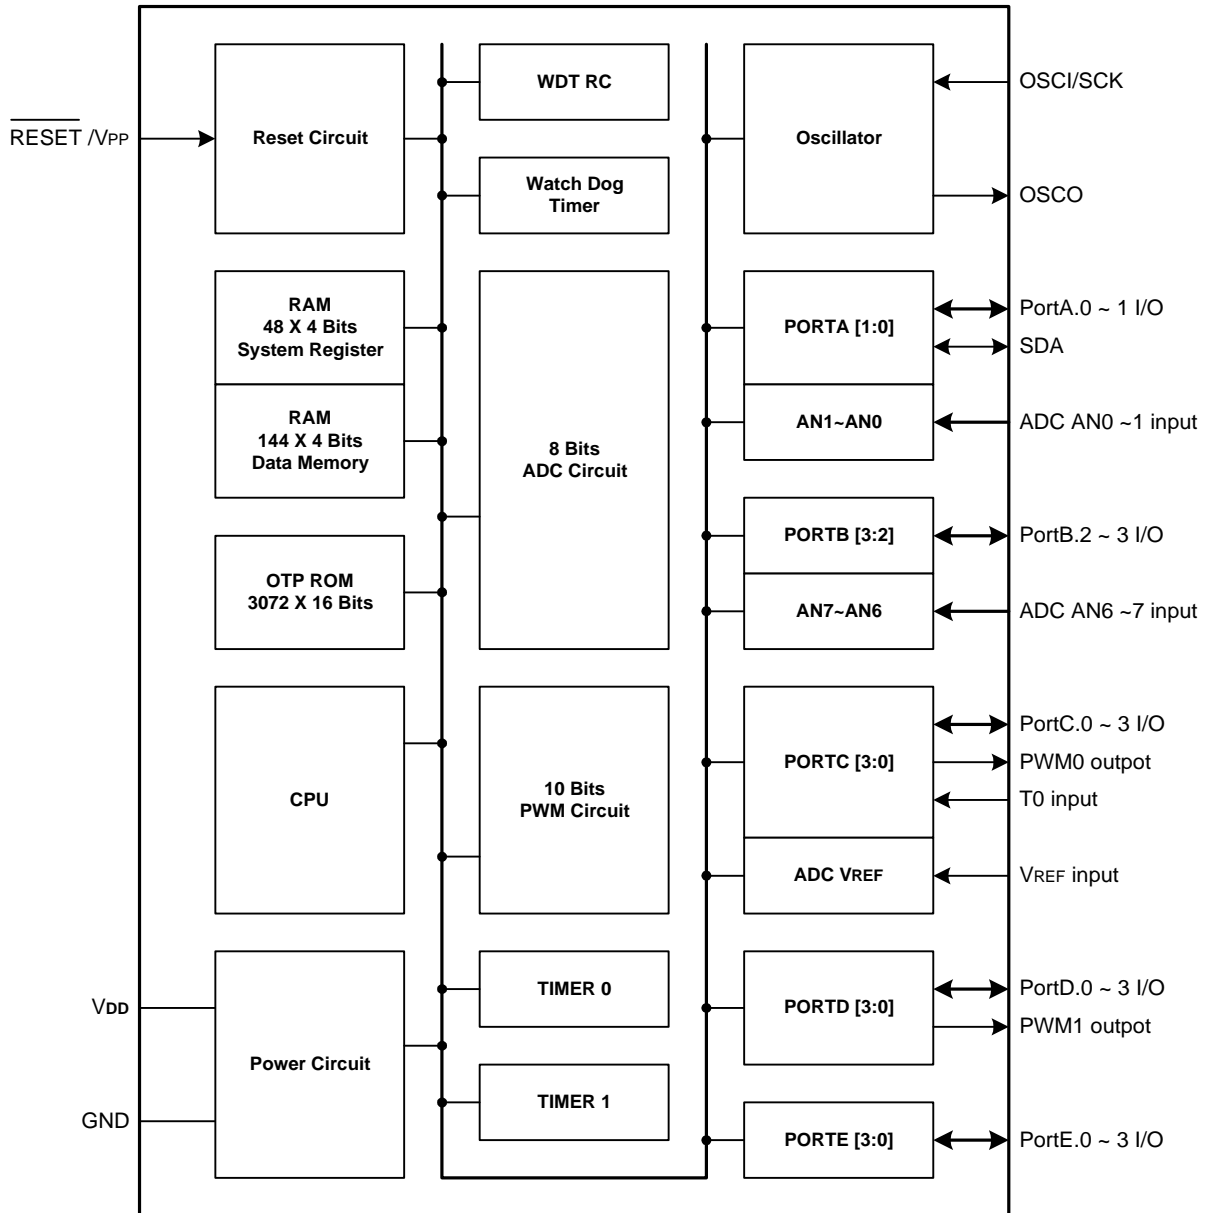 RESET /VPP
VDD
GND
Reset Circuit
RAM
48 X 4 Bits
System Register
RAM
144 X 4 Bits
Data Memory
OTP ROM
3072 X 16 Bits
CPU
Power Circuit
WDT RC
Watch Dog
Timer
8 Bits
ADC Circuit
10 Bits
PWM Circuit
TIMER 0
TIMER 1
Oscillator
PORTA [1:0]
AN1~AN0
PORTB [3:2]
AN7~AN6
PORTC [3:0]
ADC VREF
PORTD [3:0]
PORTE [3:0]
OSCI/SCK
OSCO
PortA.0 ~ 1 I/O
SDA
ADC AN0 ~1 input
PortB.2 ~ 3 I/O
ADC AN6 ~7 input
PortC.0 ~ 3 I/O
PWM0 outpot
T0 input
VREF input
PortD.0 ~ 3 I/O
PWM1 outpot
PortE.0 ~ 3 I/O